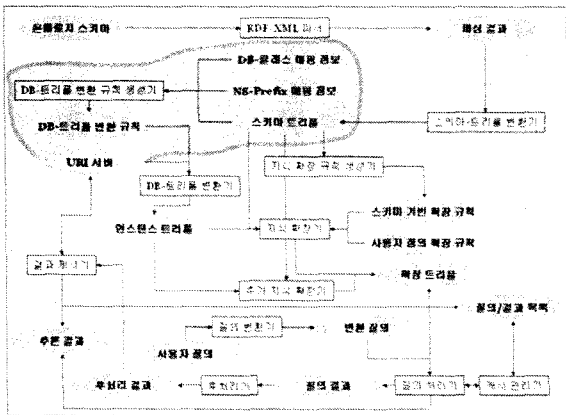 온톨로지 스키마
RDF-XML 파서
파싱 결과
DB-클래스 매핑 정보
DB-트리플 변환 규칙 생성기
NS-Prefix 매핑 정보
DB-트리플 변환 규칙
스키마 트리플
스키마-트리플 변환기
URI 서버
지식 확장 규칙 생성기
DB-트리플 변환기
스키마 기반 확장 규칙
인스턴스 트리플
지식 확장기
사용자 정의 확장 규칙
결과
확장 트리플
추가 지식 확장기
질의/결과 목록
질의 변환기
변환 질의
추론 결과
사용자 질의
후처리 결과
후처리기
질의 결과
질의 처리기
캐시 관리기